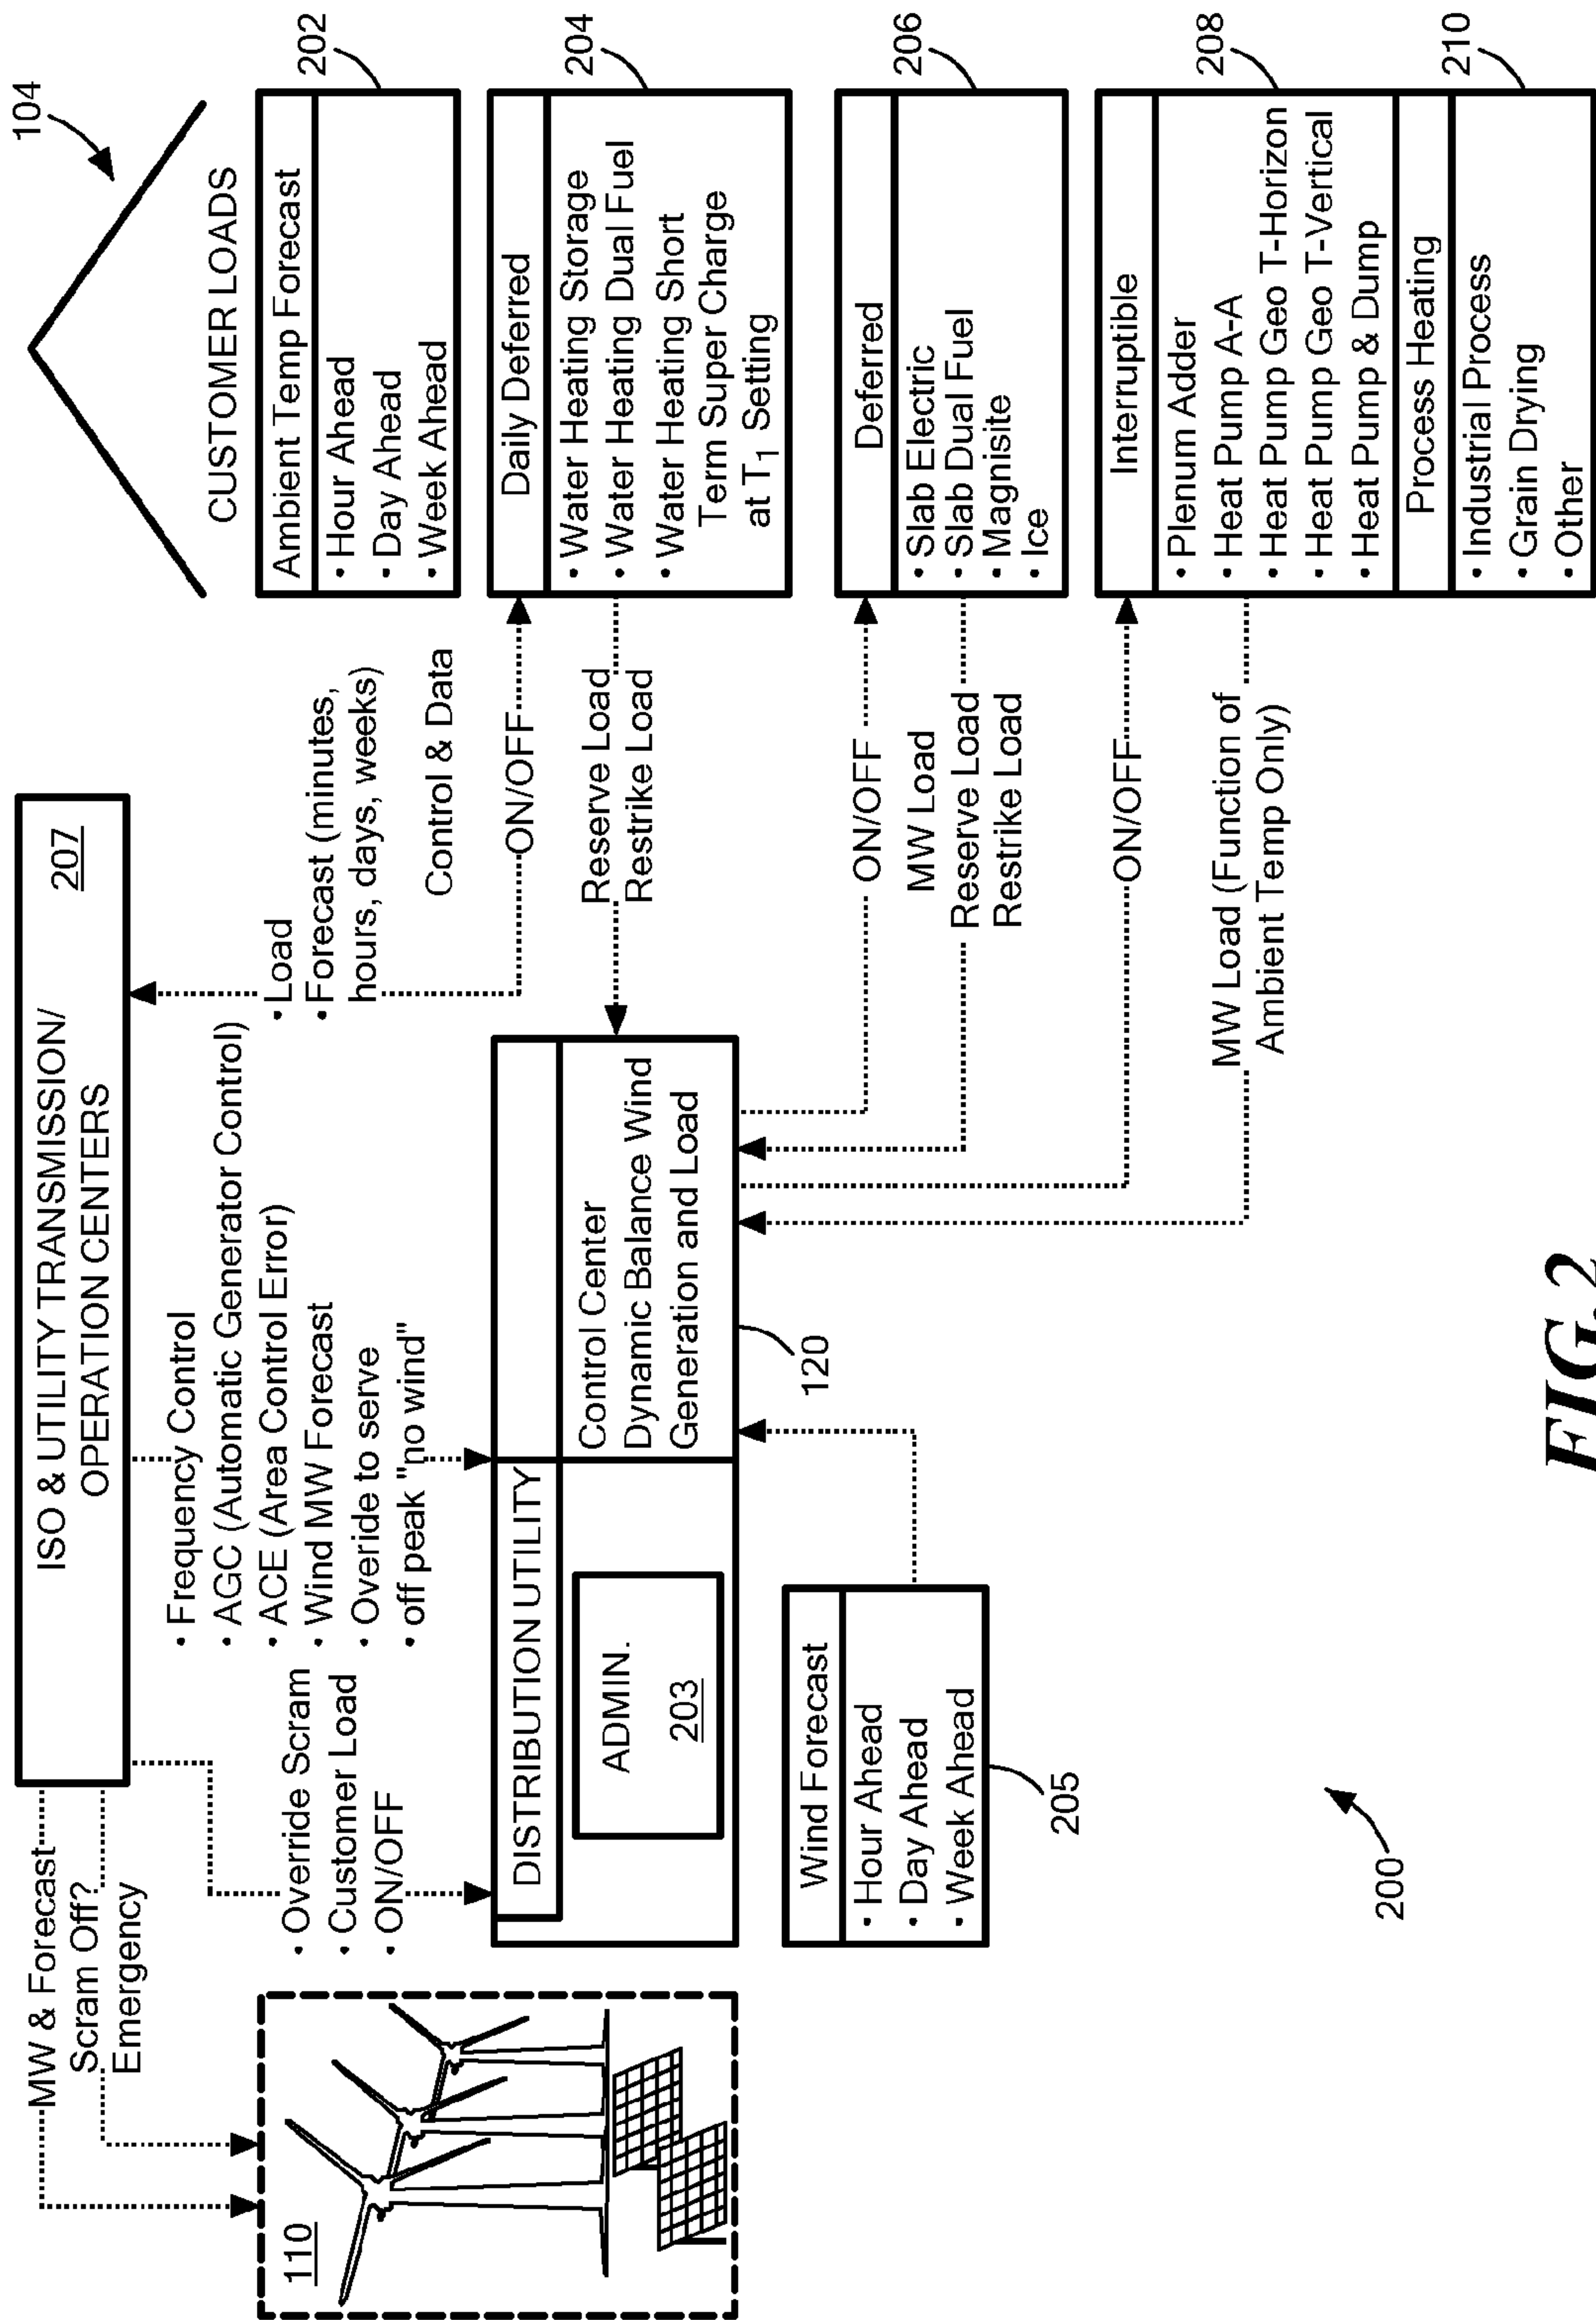 ISO & UTILITY TRANSMISSION/
OPERATION CENTERS
207
104
MW & Forecast
Scram Off?
Emergency
110
• Override Scram
• Customer Load
• ON/OFF
• Frequency Control
• AGC (Automatic Generator Control)
• ACE (Area Control Error)
• Wind MW Forecast
• Overide to serve
• off peak "no wind"
• Load
• Forecast (minutes,
hours, days, weeks)
Control & Data
DISTRIBUTION UTILITY
ADMIN.
203
Control Center
Dynamic Balance Wind
Generation and Load
120
Wind Forecast
• Hour Ahead
• Day Ahead
• Week Ahead
205
ON/OFF
Reserve Load
Restrike Load
ON/OFF
MW Load
Reserve Load
Restrike Load
ON/OFF
MW Load (Function of
Ambient Temp Only)
CUSTOMER LOADS
Ambient Temp Forecast
• Hour Ahead
• Day Ahead
• Week Ahead
202
Daily Deferred
• Water Heating Storage
• Water Heating Dual Fuel
• Water Heating Short
Term Super Charge
at T1 Setting
204
Deferred
• Slab Electric
• Slab Dual Fuel
• Magnisite
• Ice
206
Interruptible
• Plenum Adder
• Heat Pump A-A
• Heat Pump Geo T-Horizon
• Heat Pump Geo T-Vertical
• Heat Pump & Dump
208
Process Heating
• Industrial Process
• Grain Drying
• Other
210
200
FIG.2